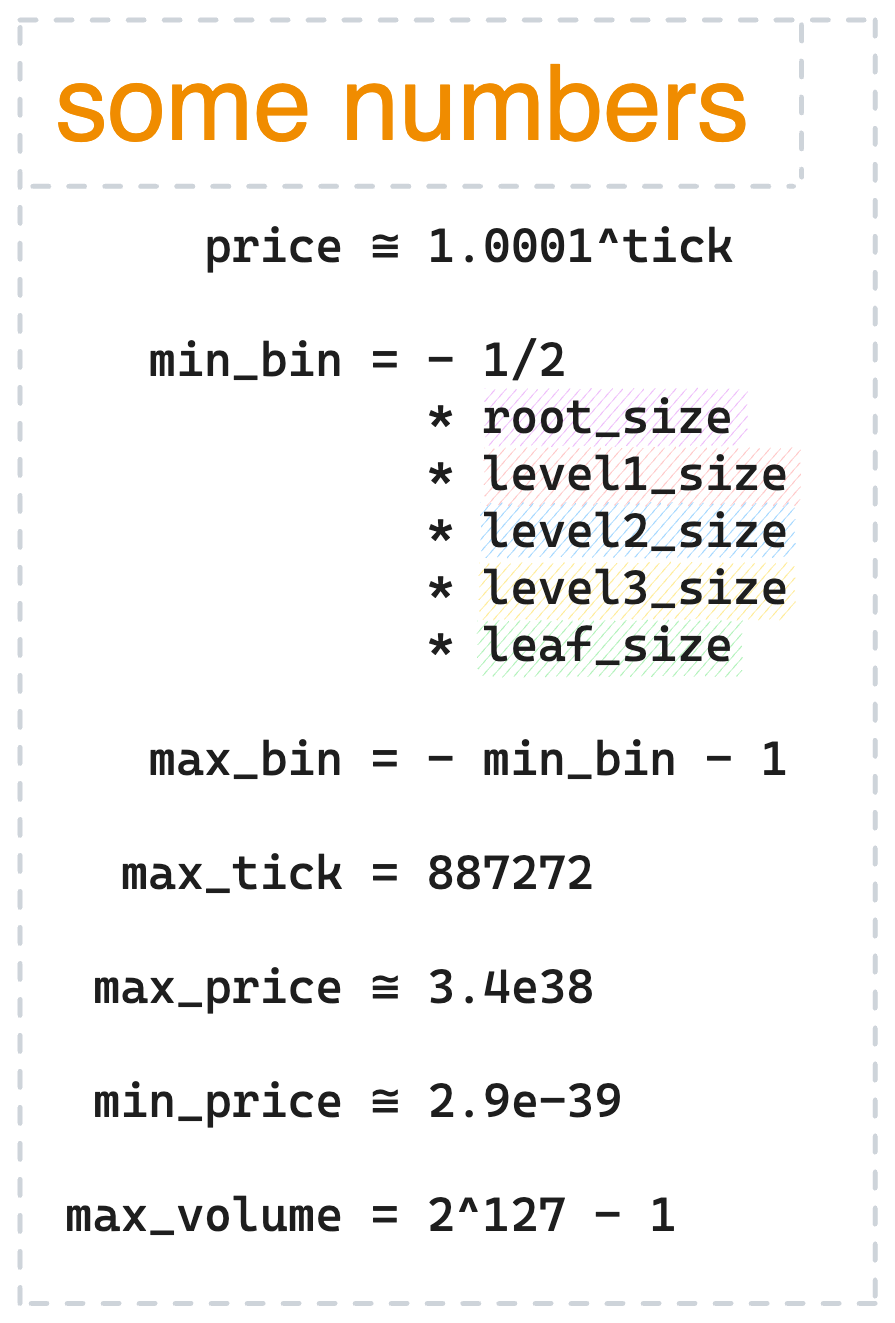 some numbers
price ≅ 1.0001^tick
min_bin = - 1/2
* root_size
* level1_size
* level2_size
* level3_size
* leaf_size
max_bin = - min_bin - 1
max_tick = 887272
max_price ≅ 3.4e38
min_price ≅ 2.9e-39
max_volume = 2^127 - 1